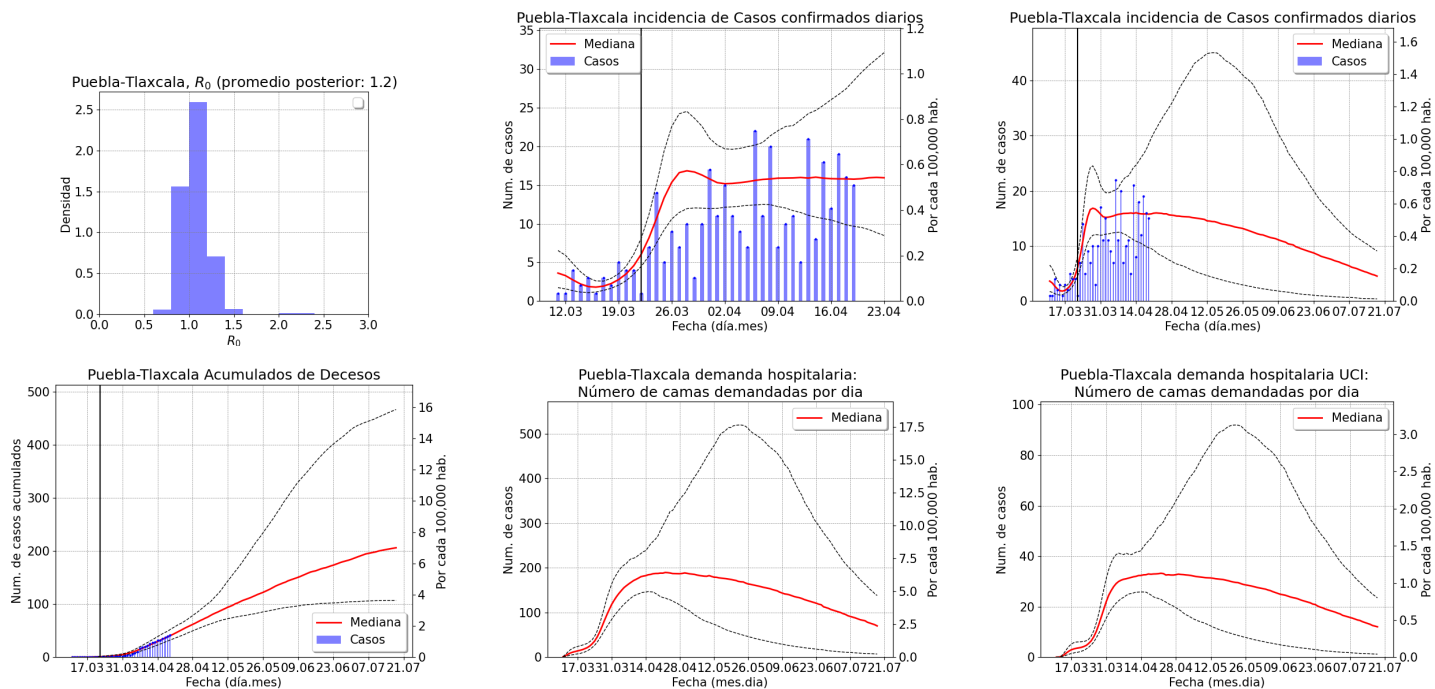 Puebla-Tlaxcala, R₀ (promedio posterior: 1.2)
Densidad
2.5
2.0
1.5
1.0
0.5
0.0
0.0 0.5 1.0 1.5 2.0 2.5 3.0
R₀
Puebla-Tlaxcala incidencia de Casos confirmados diarios
Mediana
Casos
Num. de casos
35
30
25
20
15
10
5
0
1.2
1.0
0.8
0.6
0.4
0.2
0.0
Por cada 100,000 hab.
12.03 19.03 26.03 02.04 09.04 16.04 23.04
Fecha (día.mes)
Puebla-Tlaxcala incidencia de Casos confirmados diarios
Mediana
Casos
Num. de casos
40
30
20
10
0
1.6
1.4
1.2
1.0
0.8
0.6
0.4
0.2
0.0
Por cada 100,000 hab.
17.03 31.03 14.04 28.04 12.05 26.05 09.06 23.06 07.07 21.07
Fecha (día.mes)
Puebla-Tlaxcala Acumulados de Decesos
Num. de casos acumulados
500
400
300
200
100
0
16
14
12
10
8
6
4
2
0
Por cada 100,000 hab.
Mediana
Casos
17.03 31.03 14.04 28.04 12.05 26.05 09.06 23.06 07.07 21.07
Fecha (día.mes)
Puebla-Tlaxcala demanda hospitalaria:
Número de camas demandadas por dia
Mediana
Num. de casos
500
400
300
200
100
0
17.5
15.0
12.5
10.0
7.5
5.0
2.5
0.0
Por cada 100,000 hab.
17.03 31.03 14.04 28.04 12.05 26.05 09.06 23.06 07.07 21.07
Fecha (mes.dia)
Puebla-Tlaxcala demanda hospitalaria UCI:
Número de camas demandadas por dia
Mediana
Num. de casos
100
80
60
40
20
0
3.0
2.5
2.0
1.5
1.0
0.5
0.0
Por cada 100,000 hab.
17.03 31.03 14.04 28.04 12.05 26.05 09.06 23.06 07.07 21.07
Fecha (mes.dia)